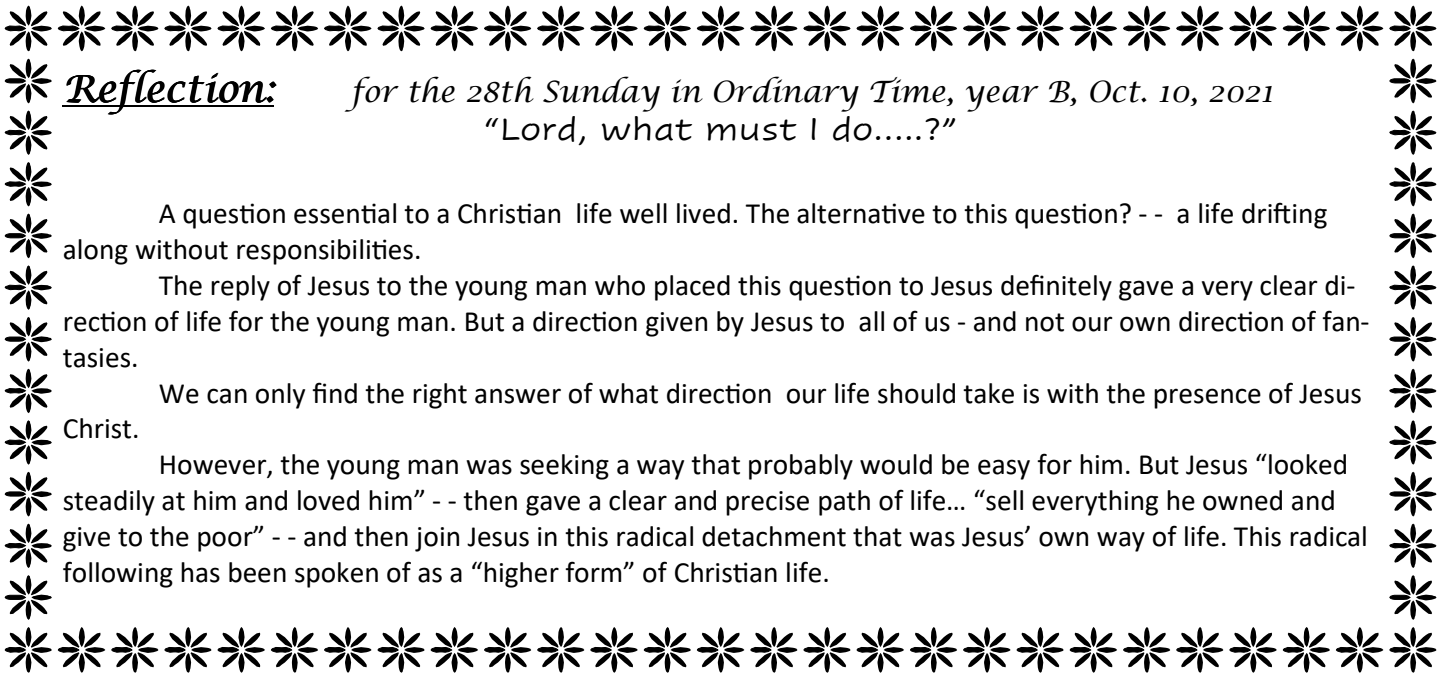 Reflection: for the 28th Sunday in Ordinary Time, year B, Oct. 10, 2021
“Lord, what must I do.....?”
A question essential to a Christian life well lived. The alternative to this question? - - a life drifting
along without responsibilities.
The reply of Jesus to the young man who placed this question to Jesus definitely gave a very clear di-
rection of life for the young man. But a direction given by Jesus to all of us - and not our own direction of fan-
tasies.
We can only find the right answer of what direction our life should take is with the presence of Jesus
Christ.
However, the young man was seeking a way that probably would be easy for him. But Jesus “looked
steadily at him and loved him” - - then gave a clear and precise path of life… “sell everything he owned and
give to the poor” - - and then join Jesus in this radical detachment that was Jesus’ own way of life. This radical
following has been spoken of as a “higher form” of Christian life.